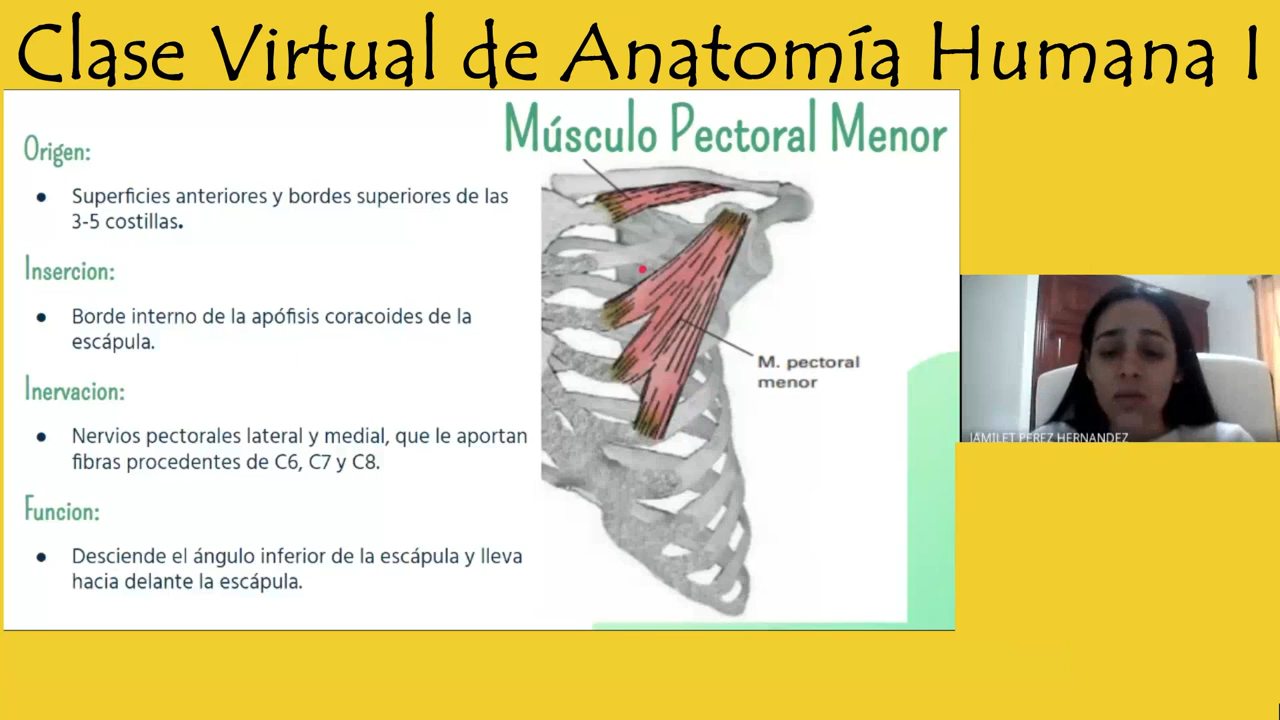 Clase Virtual de Anatomía Humana I
Músculo Pectoral Menor
Origen:
● Superficies anteriores y bordes superiores de las
3-5 costillas.
Insercion:
● Borde interno de la apófisis coracoides de la
escápula.
Inervacion:
● Nervios pectorales lateral y medial, que le aportan
fibras procedentes de C6, C7 y C8.
Funcion:
● Desciende el ángulo inferior de la escápula y lleva
hacia delante la escápula.
M. pectoral
menor
JAMILET PEREZ HERNANDEZ